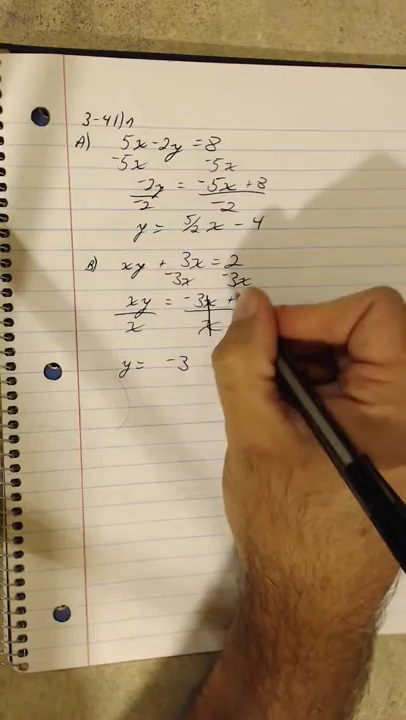 3-41)a
A) 5x-2y = 8
-5x -5x
-2y = -5x +8
-2 -2
y = 5/2 x - 4
B) xy + 3x = 2
-3x -3x
xy = -3x +
x x
y = -3